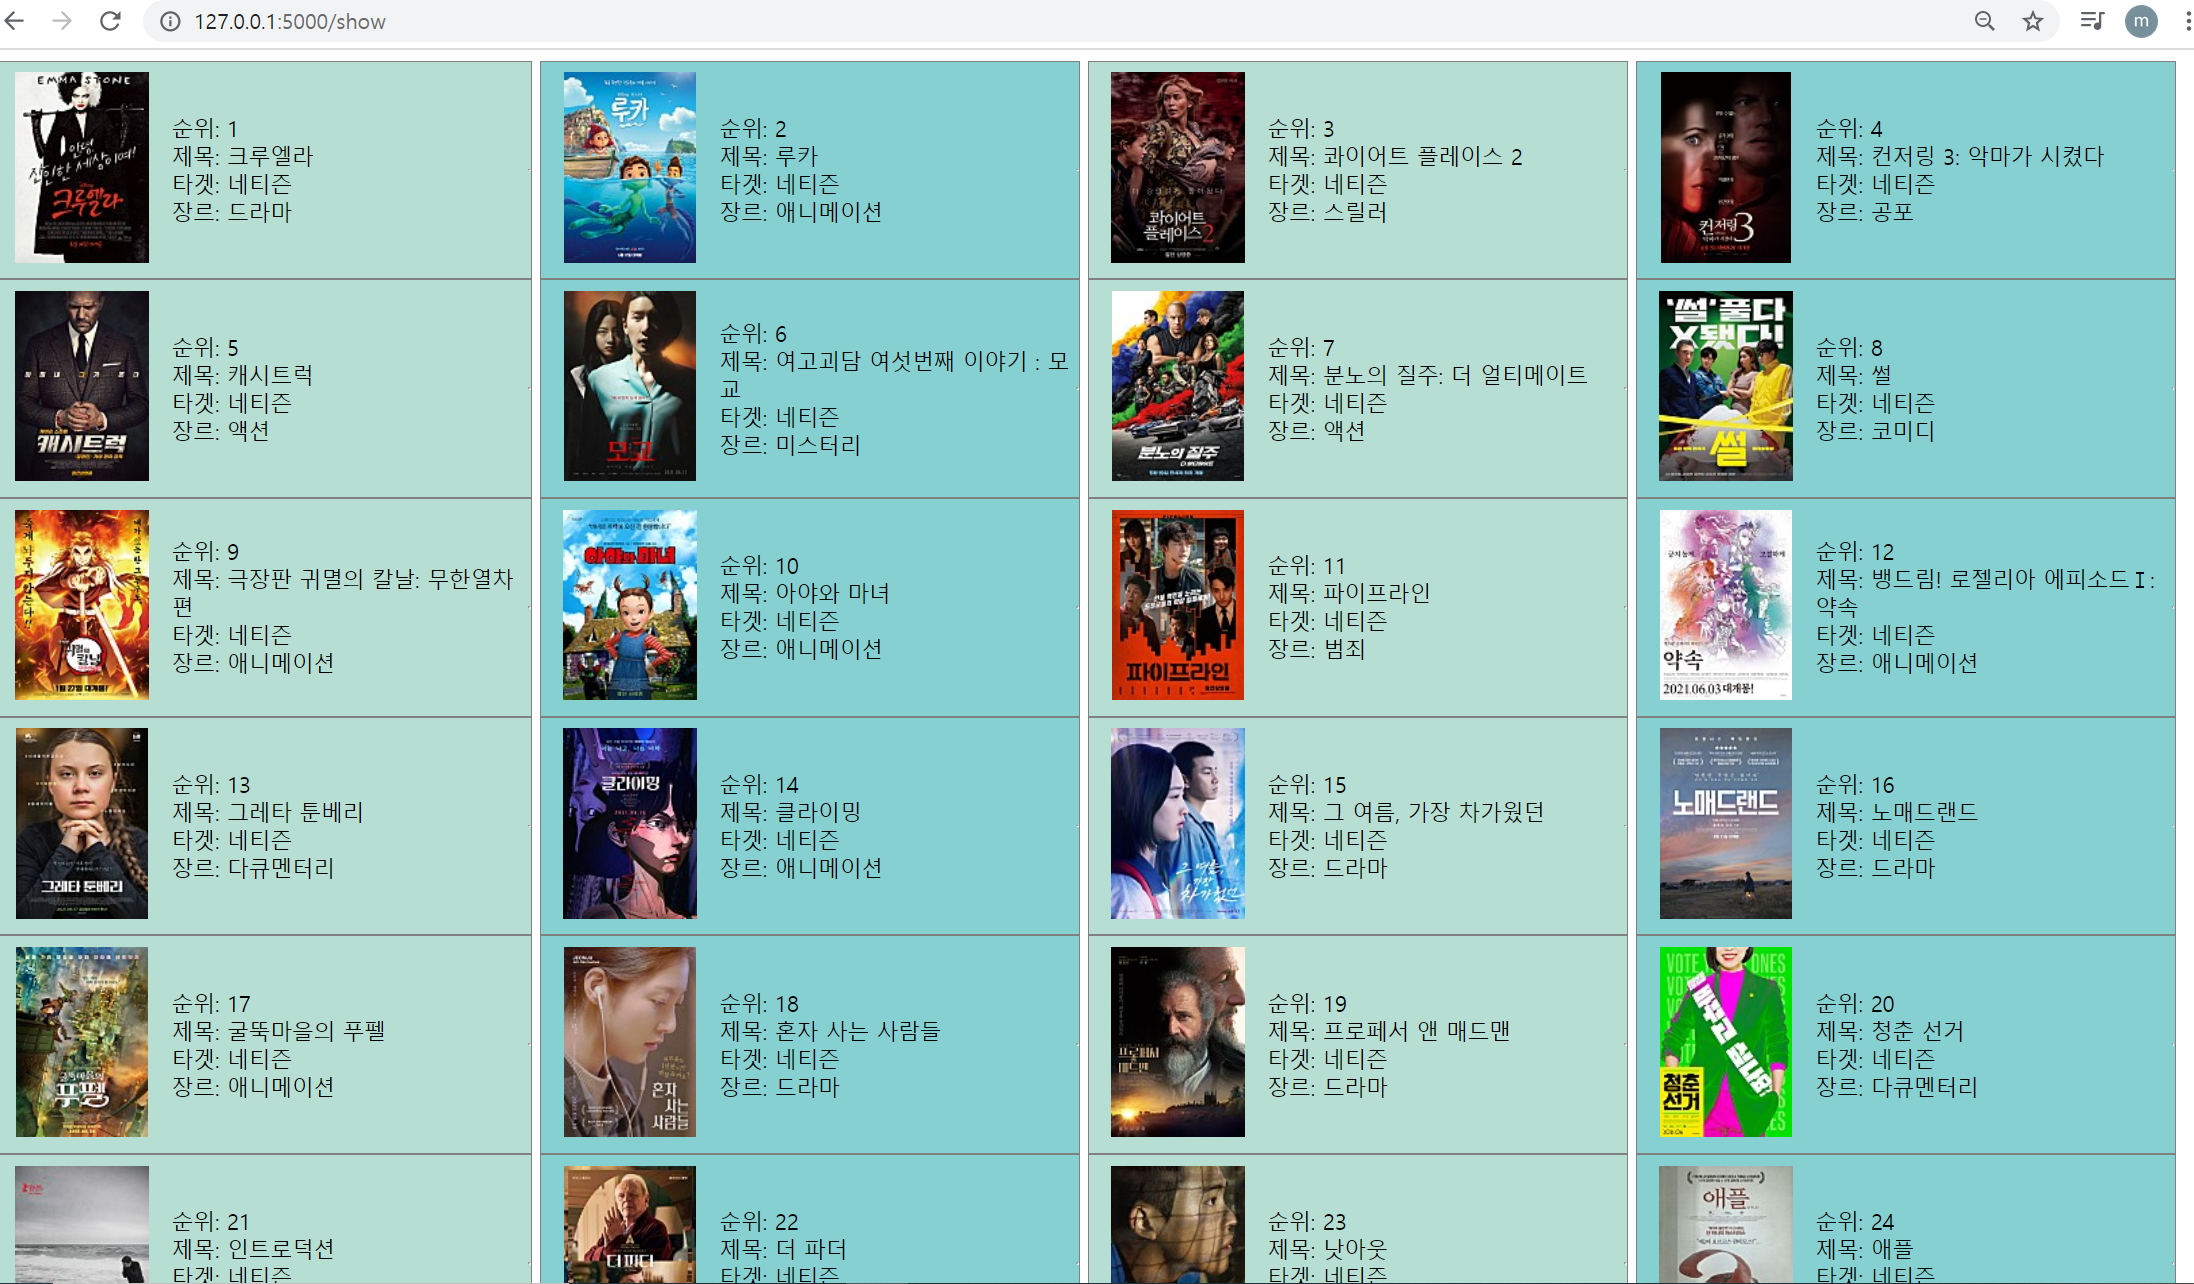 127.0.0.1:5000/show
m
EMMA STONE
안녕
잔인한 세상이여!
크루엘라
순위: 1
제목: 크루엘라
타겟: 네티즌
장르: 드라마
루카
순위: 2
제목: 루카
타겟: 네티즌
장르: 애니메이션
콰이어트
플레이스2
순위: 3
제목: 콰이어트 플레이스 2
타겟: 네티즌
장르: 스릴러
컨저링
3
순위: 4
제목: 컨저링 3: 악마가 시켰다
타겟: 네티즌
장르: 공포
캐시트럭
순위: 5
제목: 캐시트럭
타겟: 네티즌
장르: 액션
모교
순위: 6
제목: 여고괴담 여섯번째 이야기 : 모
교
타겟: 네티즌
장르: 미스터리
분노의 질주
순위: 7
제목: 분노의 질주: 더 얼티메이트
타겟: 네티즌
장르: 액션
'썰'풀다
X됐다!
썰
순위: 8
제목: 썰
타겟: 네티즌
장르: 코미디
귀멸의
칼날
1월 27일 대개봉!
순위: 9
제목: 극장판 귀멸의 칼날: 무한열차
편
타겟: 네티즌
장르: 애니메이션
아야와 마녀
순위: 10
제목: 아야와 마녀
타겟: 네티즌
장르: 애니메이션
파이프라인
순위: 11
제목: 파이프라인
타겟: 네티즌
장르: 범죄
약속
2021.06.03 대개봉!
순위: 12
제목: 뱅드림! 로젤리아 에피소드Ⅰ:
약속
타겟: 네티즌
장르: 애니메이션
그레타 툰베리
순위: 13
제목: 그레타 툰베리
타겟: 네티즌
장르: 다큐멘터리
클라이밍
순위: 14
제목: 클라이밍
타겟: 네티즌
장르: 애니메이션
그 여름,
가장
차가웠던
순위: 15
제목: 그 여름, 가장 차가웠던
타겟: 네티즌
장르: 드라마
노매드랜드
순위: 16
제목: 노매드랜드
타겟: 네티즌
장르: 드라마
굴뚝마을의
푸펠
순위: 17
제목: 굴뚝마을의 푸펠
타겟: 네티즌
장르: 애니메이션
혼자
사는
사람들
순위: 18
제목: 혼자 사는 사람들
타겟: 네티즌
장르: 드라마
프로페서
앤
매드맨
순위: 19
제목: 프로페서 앤 매드맨
타겟: 네티즌
장르: 드라마
VOTE
청춘
선거
순위: 20
제목: 청춘 선거
타겟: 네티즌
장르: 다큐멘터리
순위: 21
제목: 인트로덕션
타겟: 네티즌
더 파더
순위: 22
제목: 더 파더
타겟: 네티즌
순위: 23
제목: 낫아웃
타겟: 네티즌
애플
순위: 24
제목: 애플
타겟: 네티즌